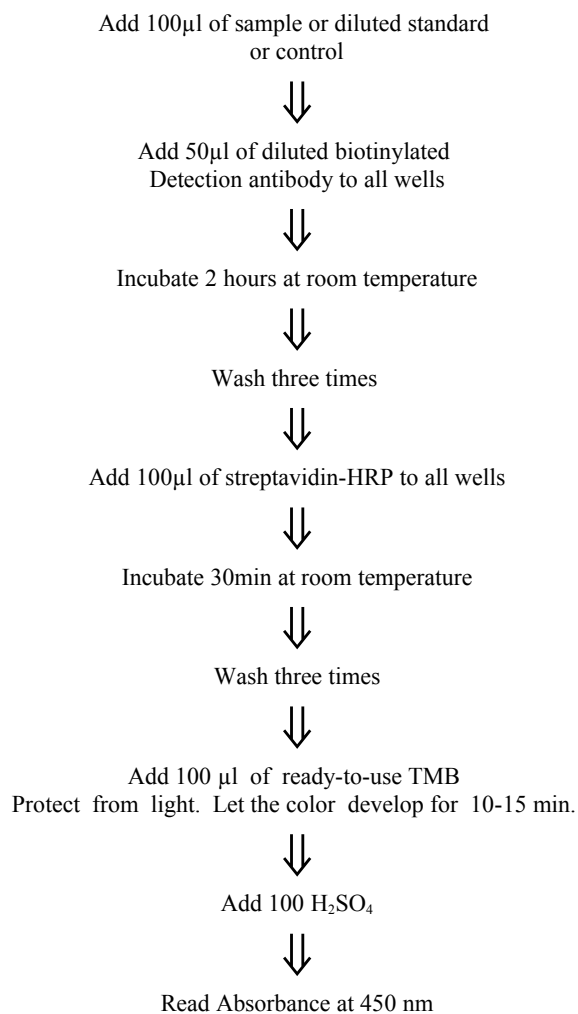 Add 100µl of sample or diluted standard
or control
Add 50µl of diluted biotinylated
Detection antibody to all wells
Incubate 2 hours at room temperature
Wash three times
Add 100µl of streptavidin-HRP to all wells
Incubate 30min at room temperature
Wash three times
Add 100 µl of ready-to-use TMB
Protect from light. Let the color develop for 10-15 min.
Add 100 H₂SO₄
Read Absorbance at 450 nm